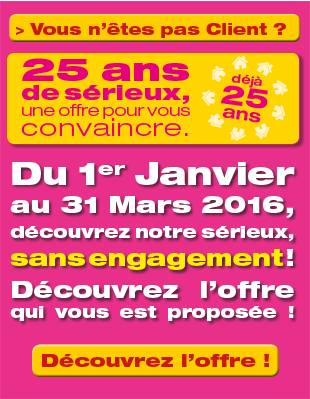 > Vous n'êtes pas Client ?
25 ans
de sérieux,
une offre pour vous
convaincre.
déjà
25
ans
Du 1er Janvier
au 31 Mars 2016,
découvrez notre sérieux,
sans engagement !
Découvrez l'offre
qui vous est proposée !
Découvrez l'offre !